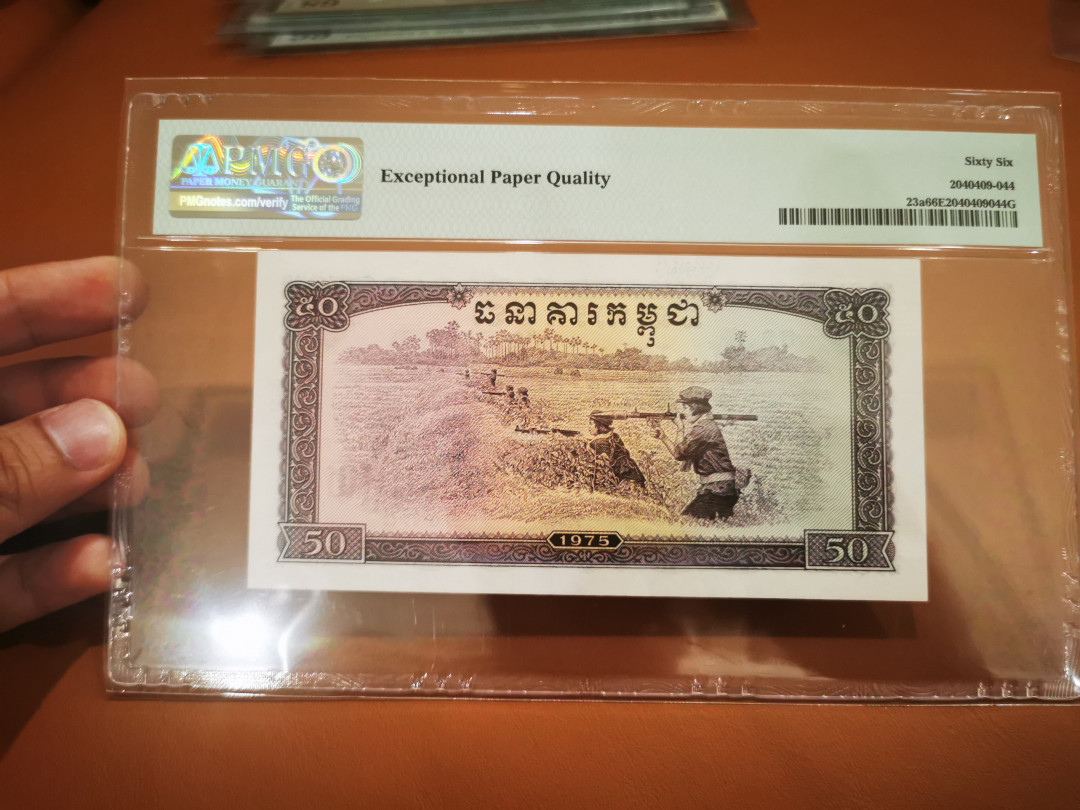 PMG
PAPER MONEY GUARANTY
PMGnotes.com/verify
The Official Grading
Service of the PNG
Exceptional Paper Quality
Sixty Six
2040409-044
23a66E2040409044G
៥០
ធនាគារកម្ពុជា
៥០
50
1975
50